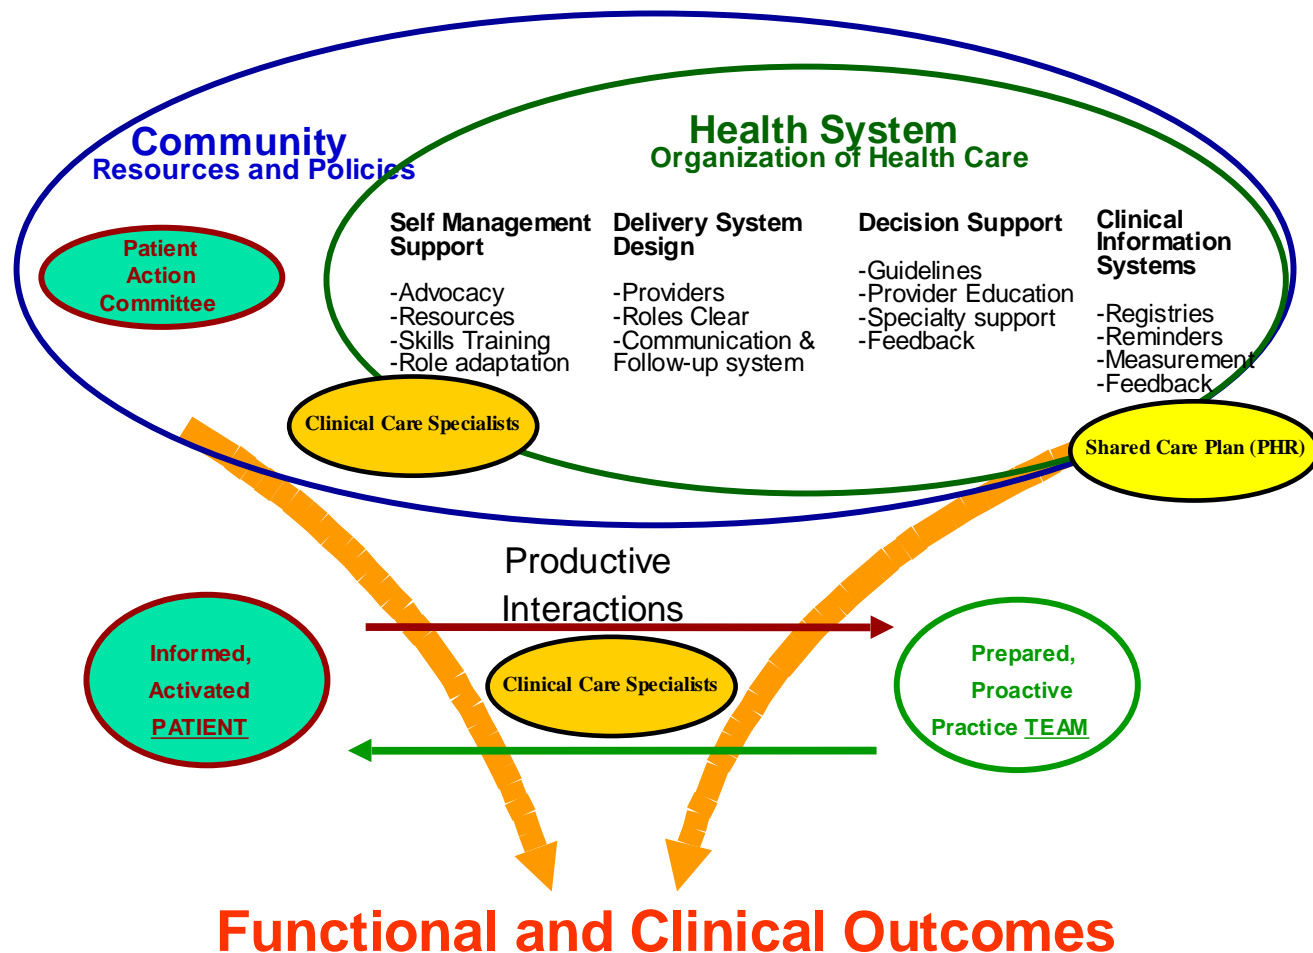 Community
Resources and Policies
Health System
Organization of Health Care
Patient
Action
Committee
Self Management
Support
-Advocacy
-Resources
-Skills Training
-Role adaptation
Delivery System
Design
-Providers
-Roles Clear
-Communication &
Follow-up system
Decision Support
-Guidelines
-Provider Education
-Specialty support
-Feedback
Clinical
Information
Systems
-Registries
-Reminders
-Measurement
-Feedback
Clinical Care Specialists
Shared Care Plan (PHR)
Productive
Interactions
Informed,
Activated
PATIENT
Clinical Care Specialists
Prepared,
Proactive
Practice TEAM
Functional and Clinical Outcomes